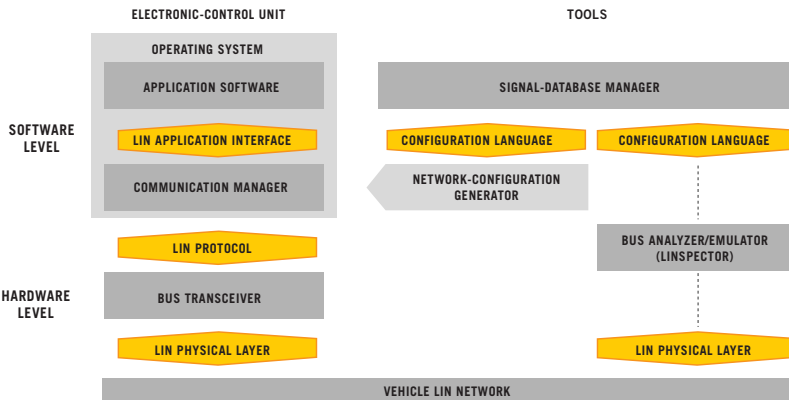 ELECTRONIC-CONTROL UNIT
TOOLS
OPERATING SYSTEM
APPLICATION SOFTWARE
SIGNAL-DATABASE MANAGER
SOFTWARE
LEVEL
LIN APPLICATION INTERFACE
CONFIGURATION LANGUAGE
CONFIGURATION LANGUAGE
COMMUNICATION MANAGER
NETWORK-CONFIGURATION
GENERATOR
LIN PROTOCOL
BUS ANALYZER/EMULATOR
(LINSPECTOR)
HARDWARE
LEVEL
BUS TRANSCEIVER
LIN PHYSICAL LAYER
LIN PHYSICAL LAYER
VEHICLE LIN NETWORK